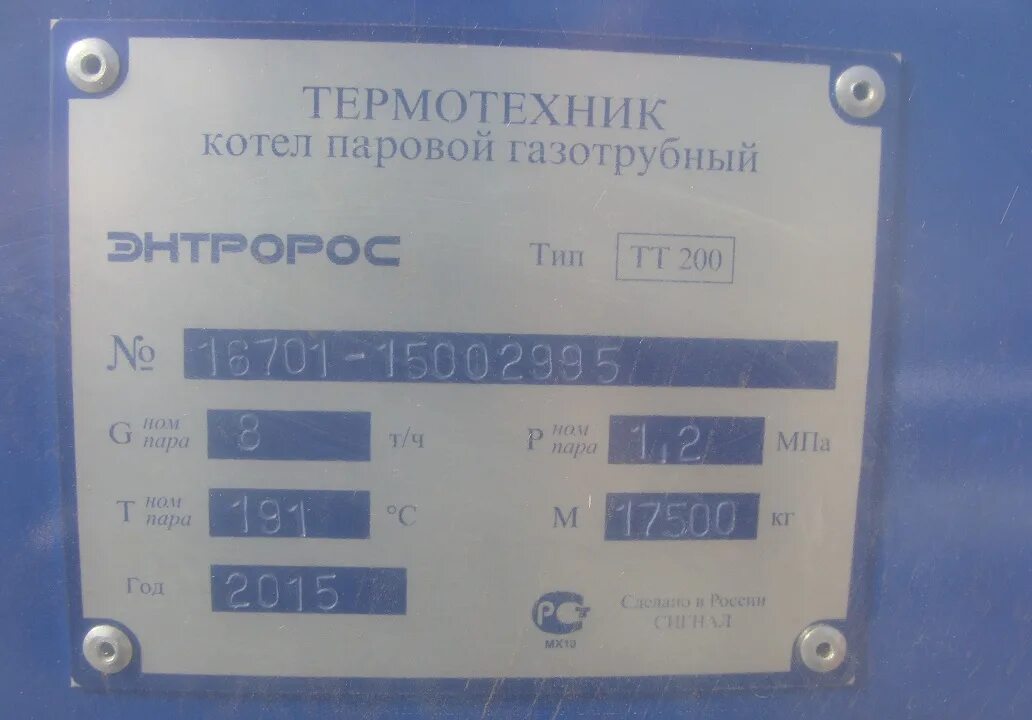 ТЕРМОТЕХНИК
котел паровой газотрубный
ЭНТРОРОС Тип ТТ 200
№ 16701-15002995
G ном пара 8 т/ч P ном пара 1,2 МПа
T ном пара 191 °C М 17500 кг
Год 2015
РСТ Сделано в России
МХ13 СИГНАЛ